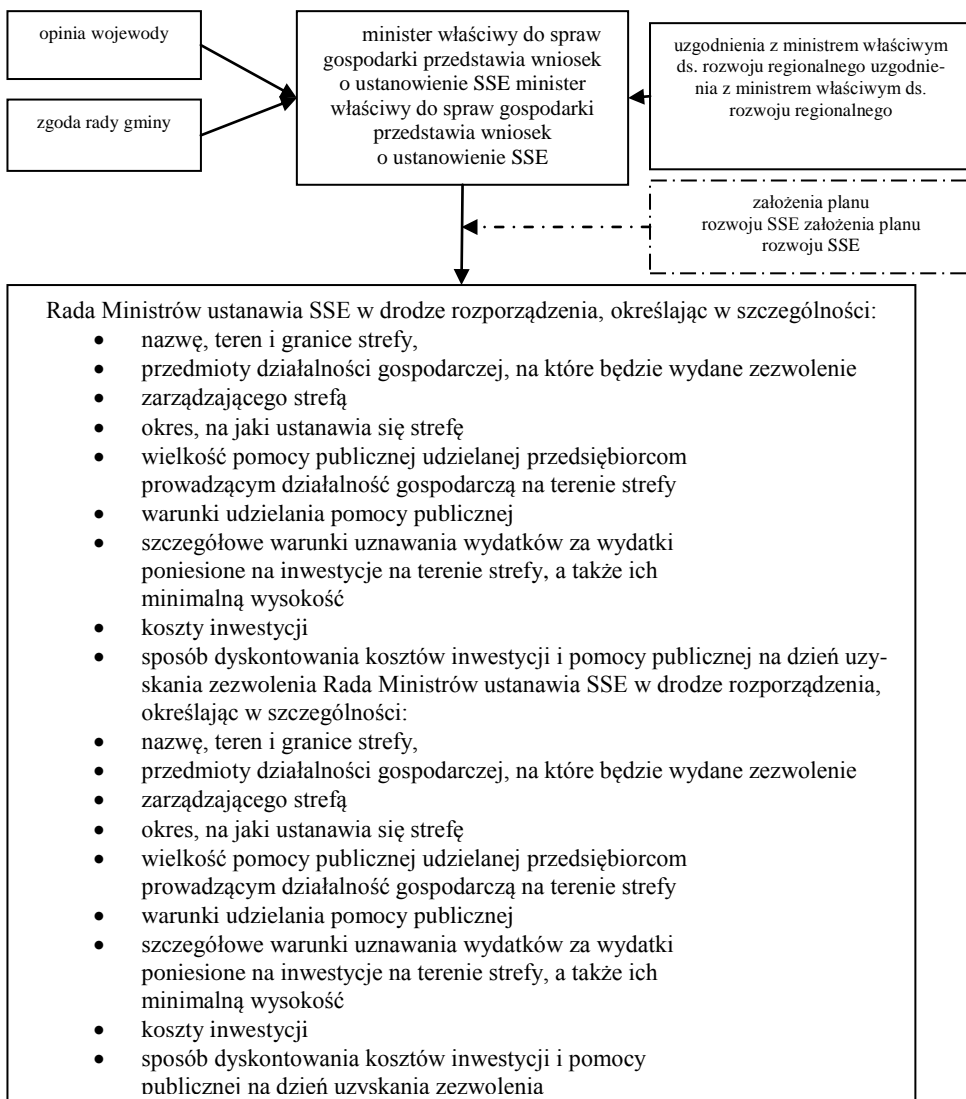 opinia wojewody
zgoda rady gminy
minister właściwy do spraw
gospodarki przedstawia wniosek
o ustanowienie SSE minister
właściwy do spraw gospodarki
przedstawia wniosek
o ustanowienie SSE
uzgodnienia z ministrem właściwym
ds. rozwoju regionalnego uzgodnie-
nia z ministrem właściwym ds.
rozwoju regionalnego
założenia planu
rozwoju SSE założenia planu
rozwoju SSE
Rada Ministrów ustanawia SSE w drodze rozporządzenia, określając w szczególności:
• nazwę, teren i granice strefy,
• przedmioty działalności gospodarczej, na które będzie wydane zezwolenie
• zarządzającego strefą
• okres, na jaki ustanawia się strefę
• wielkość pomocy publicznej udzielanej przedsiębiorcom
prowadzącym działalność gospodarczą na terenie strefy
• warunki udzielania pomocy publicznej
• szczegółowe warunki uznawania wydatków za wydatki
poniesione na inwestycje na terenie strefy, a także ich
minimalną wysokość
• koszty inwestycji
• sposób dyskontowania kosztów inwestycji i pomocy publicznej na dzień uzy-
skania zezwolenia Rada Ministrów ustanawia SSE w drodze rozporządzenia,
określając w szczególności:
• nazwę, teren i granice strefy,
• przedmioty działalności gospodarczej, na które będzie wydane zezwolenie
• zarządzającego strefą
• okres, na jaki ustanawia się strefę
• wielkość pomocy publicznej udzielanej przedsiębiorcom
prowadzącym działalność gospodarczą na terenie strefy
• warunki udzielania pomocy publicznej
• szczegółowe warunki uznawania wydatków za wydatki
poniesione na inwestycje na terenie strefy, a także ich
minimalną wysokość
• koszty inwestycji
• sposób dyskontowania kosztów inwestycji i pomocy
publicznej na dzień uzyskania zezwolenia